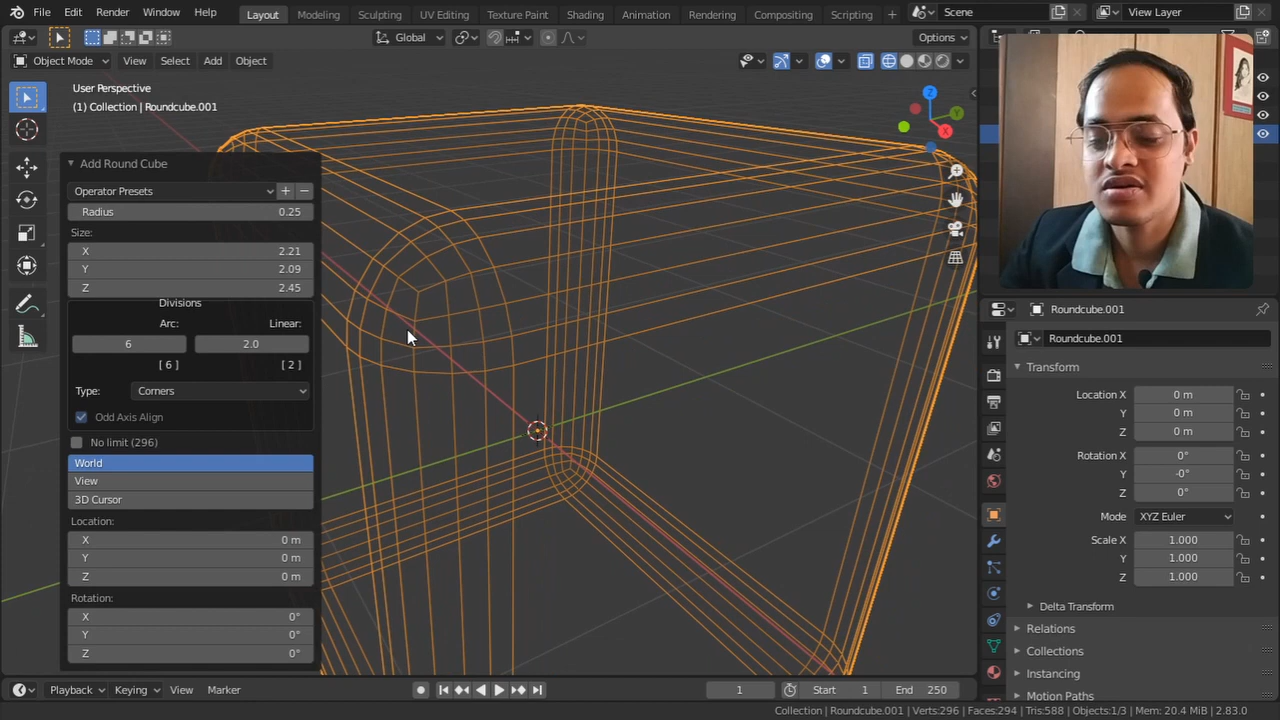 File Edit Render Window Help Layout Modeling Sculpting UV Editing Texture Paint Shading Animation Rendering Compositing Scripting + Scene View Layer
Global Options
Object Mode View Select Add Object
User Perspective
(1) Collection | Roundcube.001
Z
Y
X
Add Round Cube
Operator Presets
Radius 0.25
Size:
X 2.21
Y 2.09
Z 2.45
Divisions
Arc: Linear:
6 2.0
[ 6 ] [ 2 ]
Type: Corners
Odd Axis Align
No limit (296)
World
View
3D Cursor
Location:
X 0 m
Y 0 m
Z 0 m
Rotation:
X 0°
Y 0°
Z 0°
Roundcube.001
Roundcube.001
Transform
Location X 0 m
Y 0 m
Z 0 m
Rotation X 0°
Y -0°
Z 0°
Mode XYZ Euler
Scale X 1.000
Y 1.000
Z 1.000
Delta Transform
Relations
Collections
Instancing
Motion Paths
Playback Keying View Marker 1 Start 1 End 250
Collection | Roundcube.001 | Verts:296 | Faces:294 | Tris:588 | Objects:1/3 | Mem: 20.4 MiB | 2.83.0